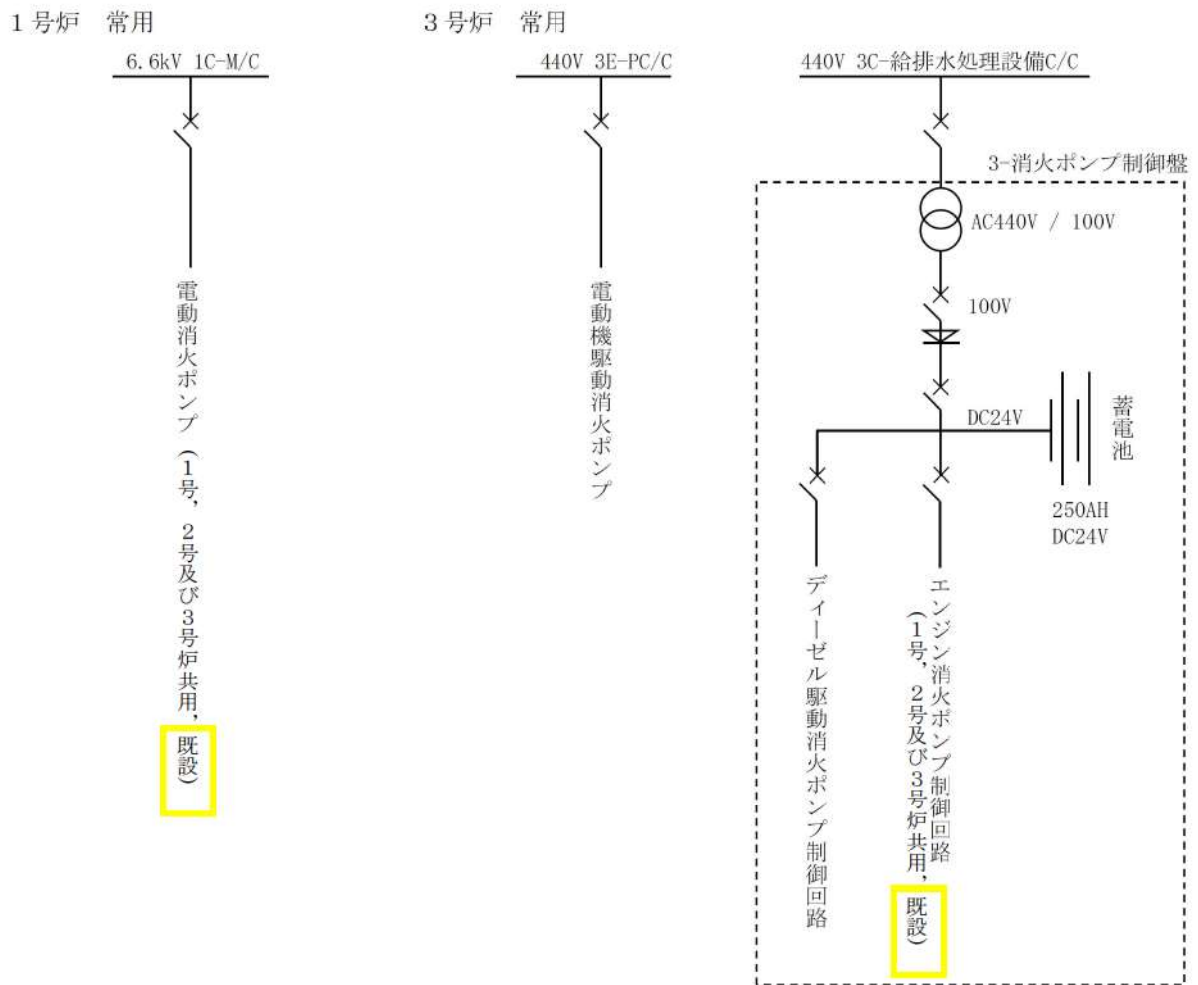 1号炉 常用
6.6kV 1C-M/C
電動消火ポンプ(1号,2号及び3号炉共用,既設)
3号炉 常用
440V 3E-PC/C
電動機駆動消火ポンプ
440V 3C-給排水処理設備C/C
3-消火ポンプ制御盤
AC440V / 100V
100V
DC24V
蓄電池
250AH
DC24V
エンジン消火ポンプ制御回路
(1号,2号及び3号炉共用,既設)
ディーゼル駆動消火ポンプ制御回路